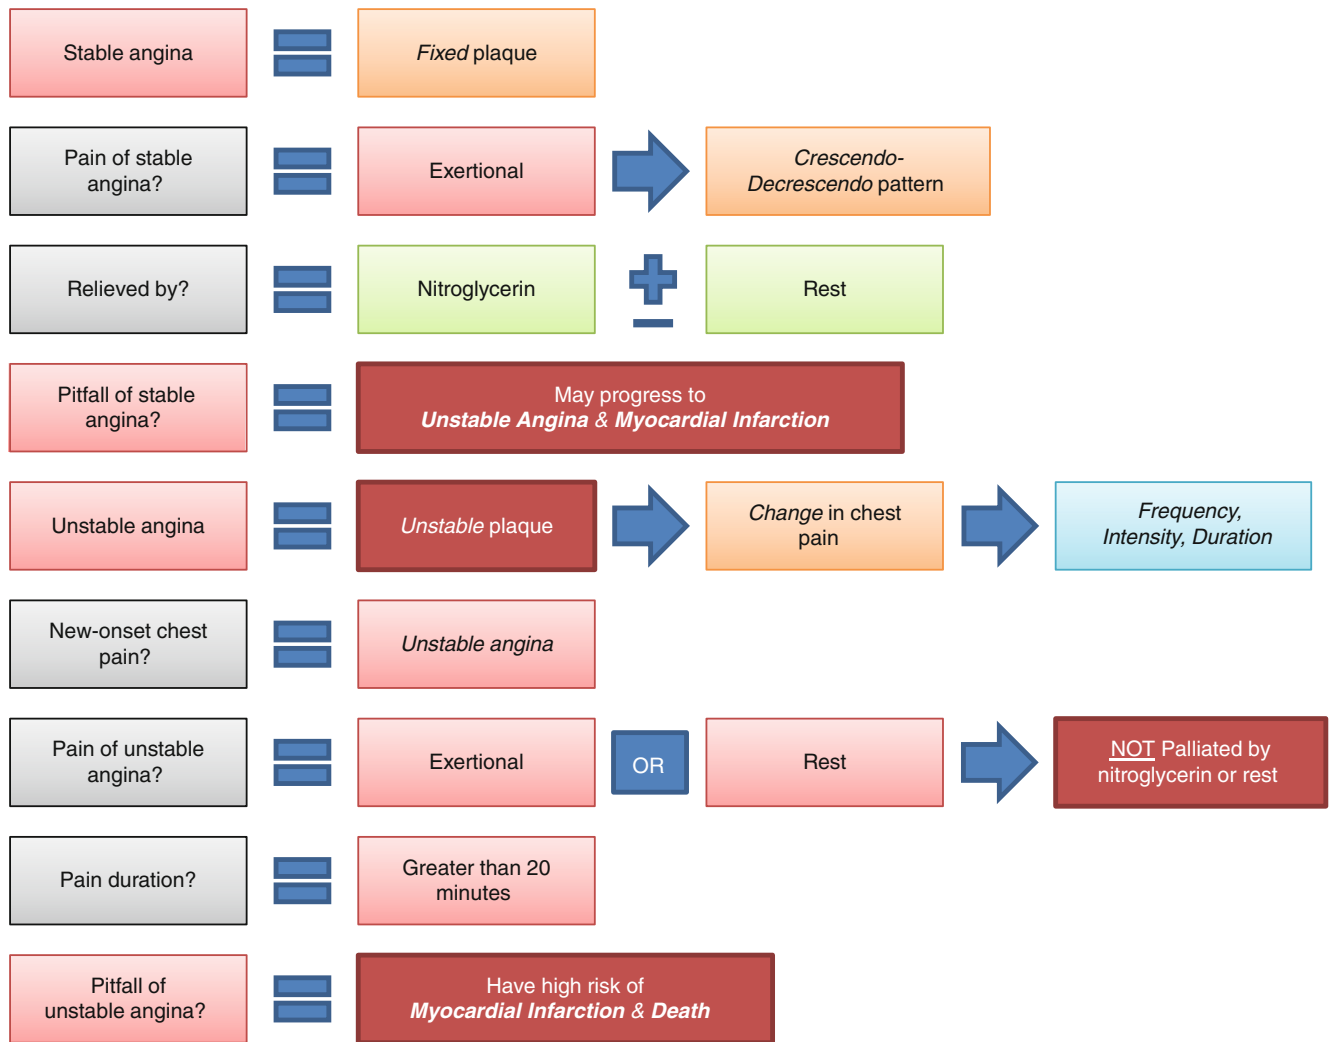 Stable angina
Fixed plaque
Pain of stable
angina?
Exertional
Crescendo-
Decrescendo pattern
Relieved by?
Nitroglycerin
Rest
Pitfall of stable
angina?
May progress to
Unstable Angina & Myocardial Infarction
Unstable angina
Unstable plaque
Change in chest
pain
Frequency,
Intensity, Duration
New-onset chest
pain?
Unstable angina
Pain of unstable
angina?
Exertional
OR
Rest
NOT Palliated by
nitroglycerin or rest
Pain duration?
Greater than 20
minutes
Pitfall of
unstable angina?
Have high risk of
Myocardial Infarction & Death